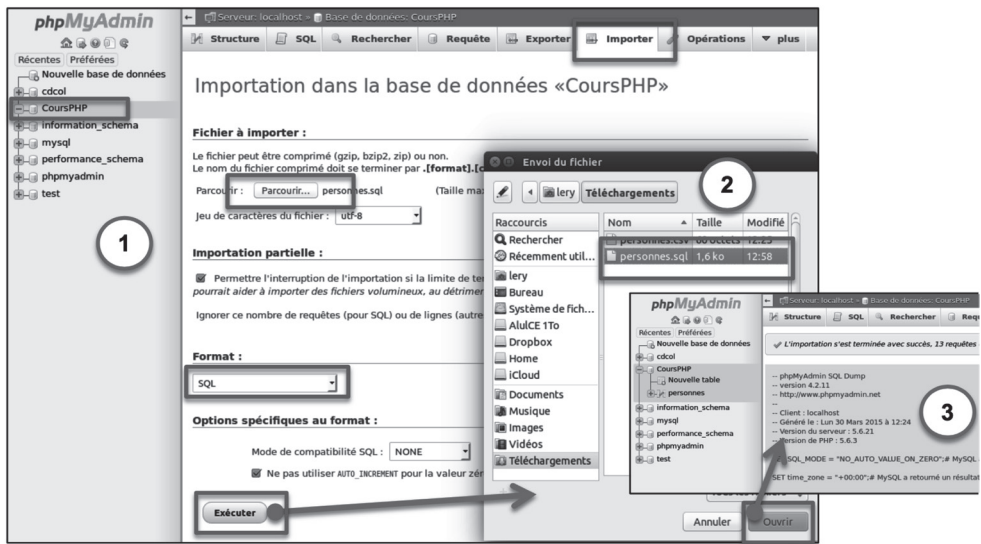 phpMyAdmin
Récentes Préférées
Nouvelle base de données
cdcol
CoursPHP
information_schema
mysql
performance_schema
phpmyadmin
test
1
Serveur: localhost » Base de données: CoursPHP
Structure SQL Rechercher Requête Exporter Importer Opérations plus
Importation dans la base de données «CoursPHP»
Fichier à importer :
Le fichier peut être comprimé (gzip, bzip2, zip) ou non.
Le nom du fichier comprimé doit se terminer par .[format].[c
Parcourir : Parcourir... personnes.sql (Taille ma
Jeu de caractères du fichier : utf-8
Importation partielle :
Permettre l'interruption de l'importation si la limite de te
pourrait aider à importer des fichiers volumineux, au détrimen
Ignorer ce nombre de requêtes (pour SQL) ou de lignes (autre
Format :
SQL
Options spécifiques au format :
Mode de compatibilité SQL : NONE
Ne pas utiliser AUTO_INCREMENT pour la valeur zér
Exécuter
Envoi du fichier
2
lery Téléchargements
Raccourcis
Rechercher
Récemment util...
lery
Bureau
Système de fich...
AlulCE 1To
Dropbox
Home
iCloud
Documents
Musique
Images
Vidéos
Téléchargements
Nom Taille Modifié
personnes.csv 60 octets 12:25
personnes.sql 1,6 ko 12:58
Annuler Ouvrir
phpMyAdmin
Récentes Préférées
Nouvelle base de données
cdcol
CoursPHP
Nouvelle table
personnes
information_schema
mysql
performance_schema
phpmyadmin
test
Serveur: localhost » Base de données: CoursPHP
Structure SQL Rechercher Requ
L'importation s'est terminée avec succès, 13 requêtes
-- phpMyAdmin SQL Dump
-- version 4.2.11
-- http://www.phpmyadmin.net
--
-- Client : localhost
-- Généré le : Lun 30 Mars 2015 à 12:24
-- Version du serveur : 5.6.21
-- Version de PHP : 5.6.3
SQL_MODE = "NO_AUTO_VALUE_ON_ZERO";# MySQL
SET time_zone = "+00:00";# MySQL a retourné un résultat
3